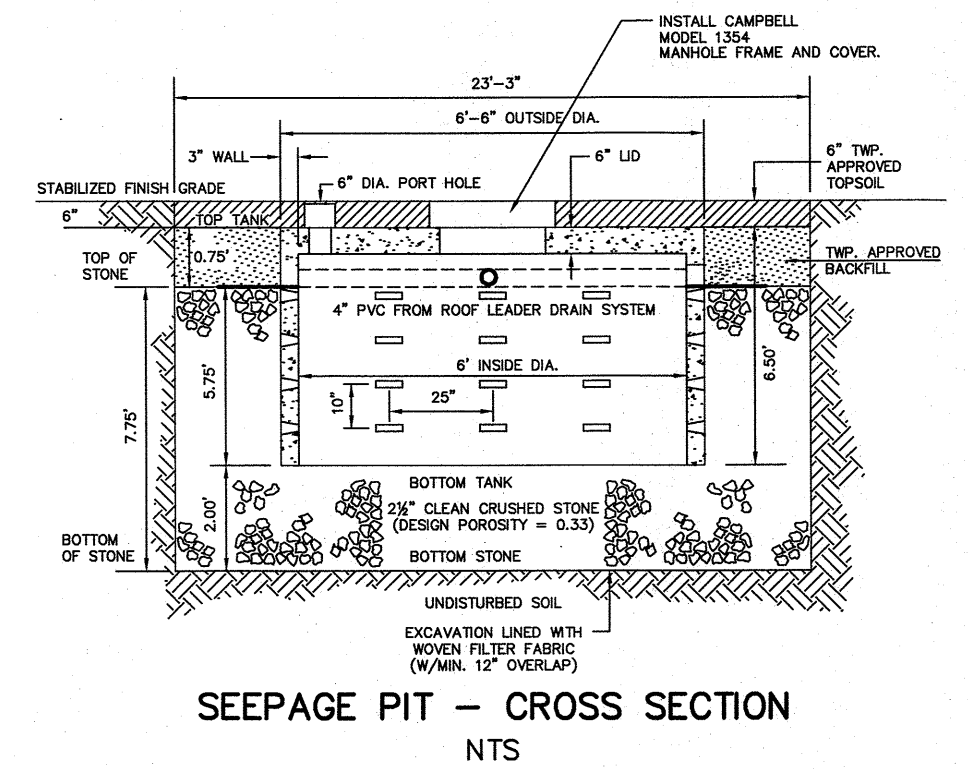 INSTALL CAMPBELL
MODEL 1354
MANHOLE FRAME AND COVER.
23'-3"
6'-6" OUTSIDE DIA.
3" WALL
6" LID
6" TWP.
APPROVED
TOPSOIL
6" DIA. PORT HOLE
STABILIZED FINISH GRADE
6"
TOP TANK
TOP OF
STONE
0.75'
TWP. APPROVED
BACKFILL
4" PVC FROM ROOF LEADER DRAIN SYSTEM
6' INSIDE DIA.
6.50'
5.75'
7.75'
10"
25"
BOTTOM TANK
2½" CLEAN CRUSHED STONE
(DESIGN POROSITY = 0.33)
2.00'
BOTTOM
OF STONE
BOTTOM STONE
UNDISTURBED SOIL
EXCAVATION LINED WITH
WOVEN FILTER FABRIC
(W/MIN. 12" OVERLAP)
SEEPAGE PIT – CROSS SECTION
NTS